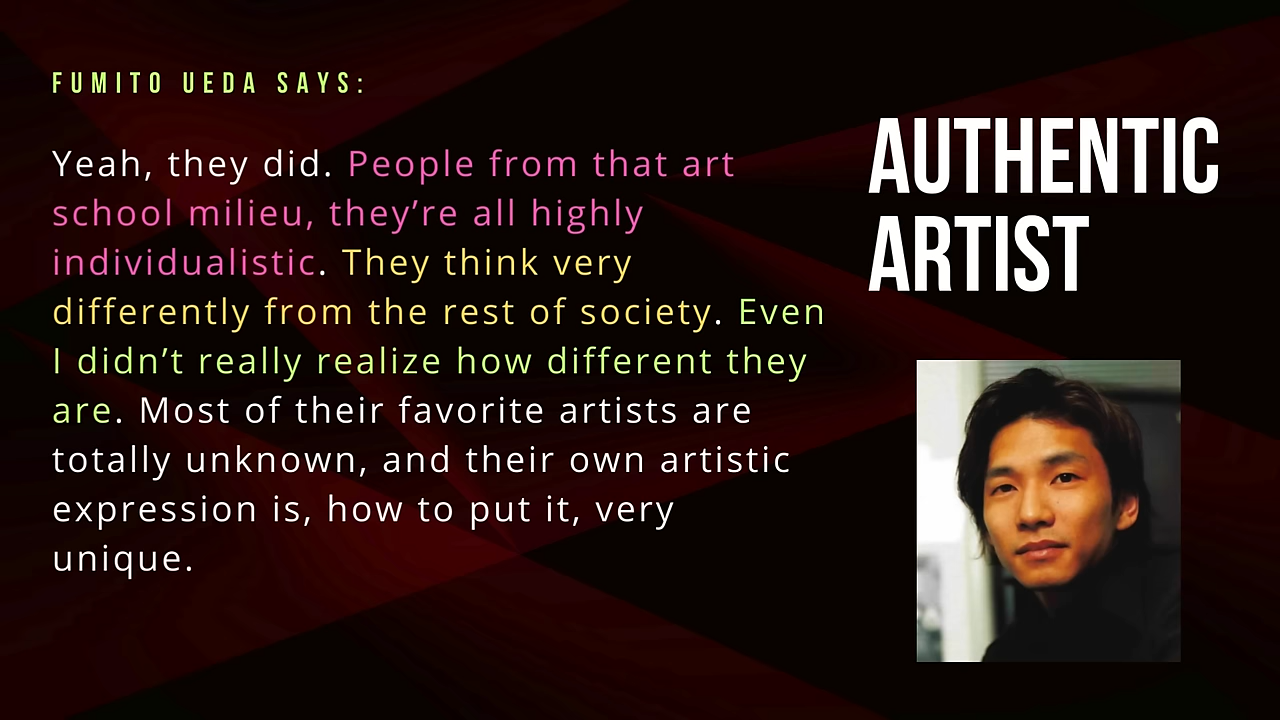 FUMITO UEDA SAYS:
Yeah, they did. People from that art
school milieu, they’re all highly
individualistic. They think very
differently from the rest of society. Even
I didn’t really realize how different they
are. Most of their favorite artists are
totally unknown, and their own artistic
expression is, how to put it, very
unique.
AUTHENTIC
ARTIST